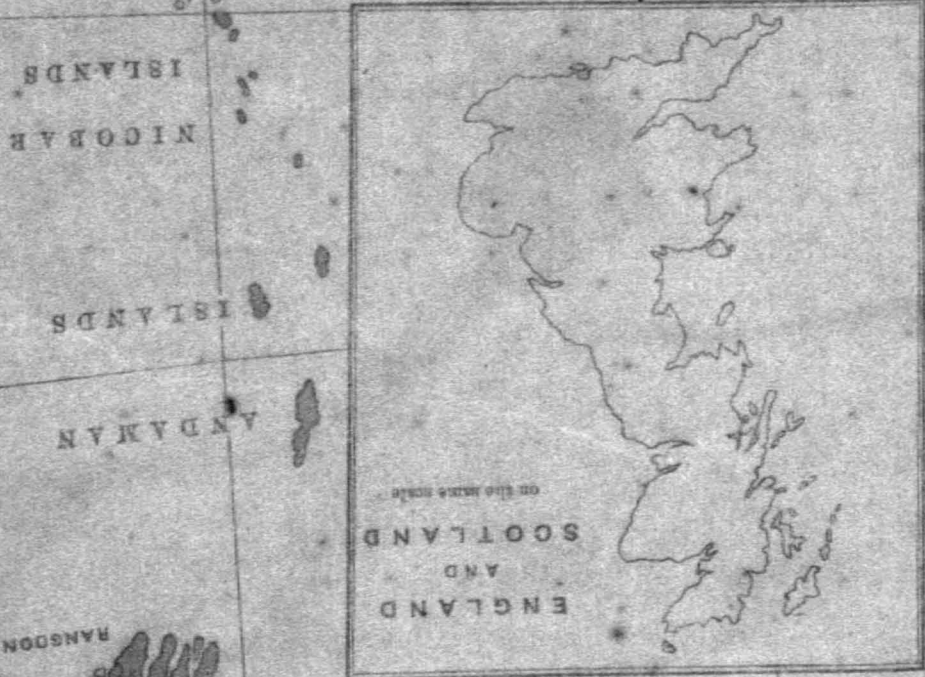 ENGLAND
AND
SCOTLAND
on the same scale
RANGOON
ANDAMAN
ISLANDS
NICOBAR
ISLANDS